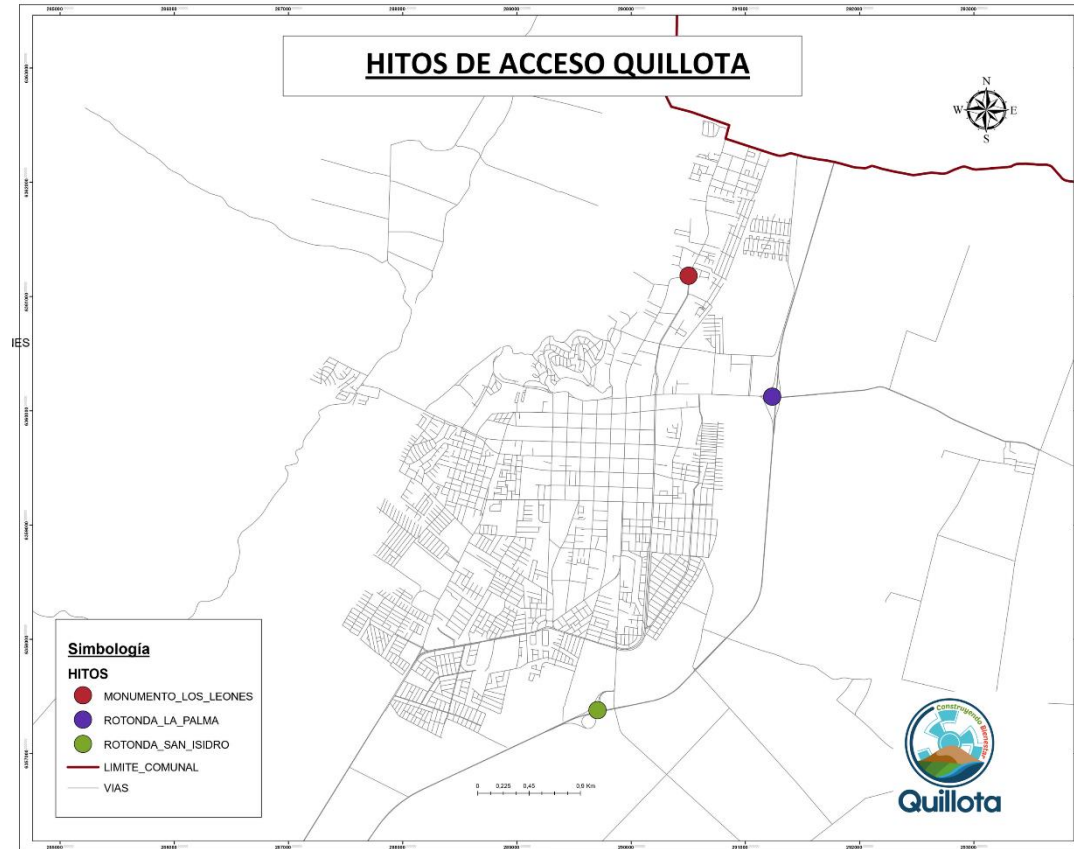 HITOS DE ACCESO QUILLOTA
N
W E
S
IES
Simbología
HITOS
MONUMENTO_LOS_LEONES
ROTONDA_LA_PALMA
ROTONDA_SAN_ISIDRO
LIMITE_COMUNAL
VIAS
0 0,225 0,45 0,9 Km
Construyendo Bienestar
Quillota